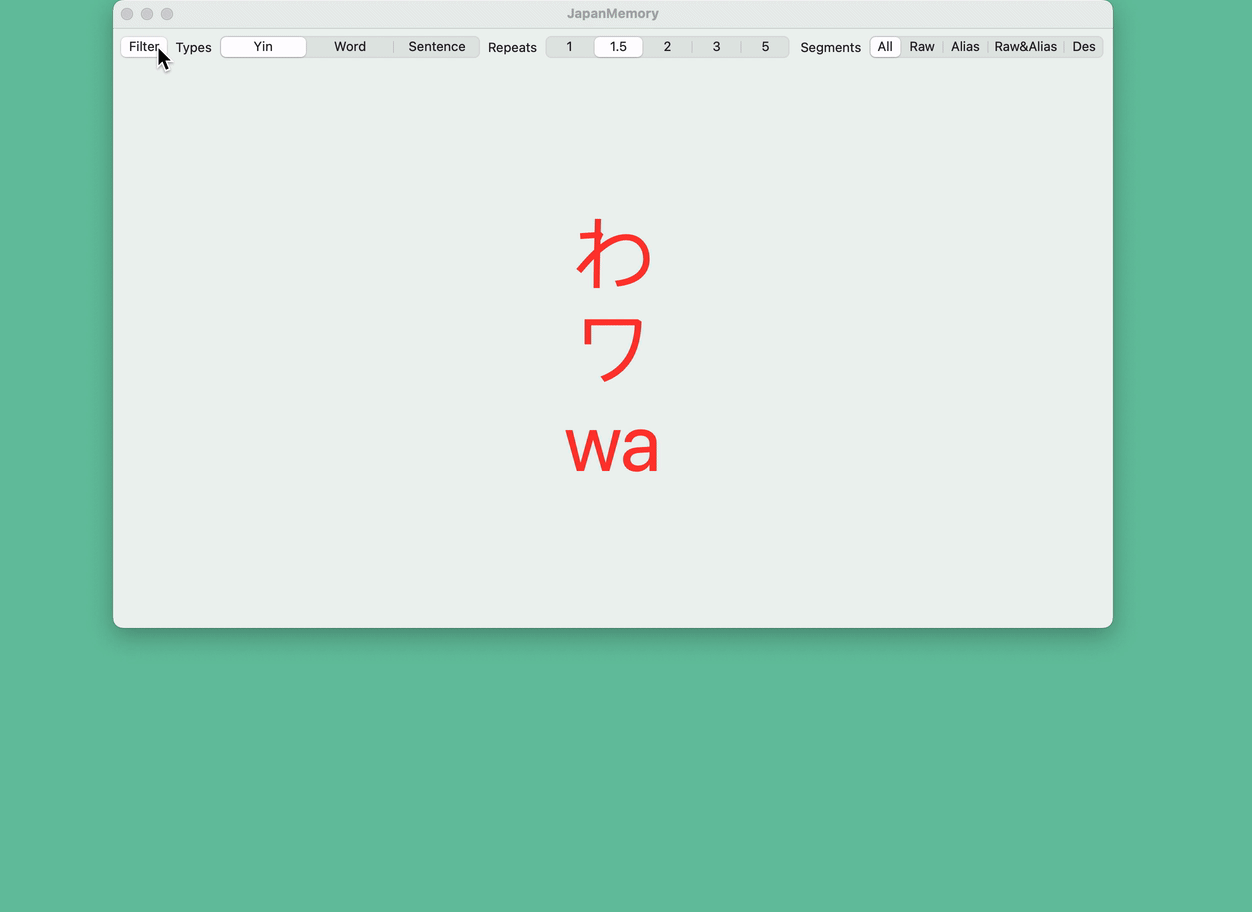 JapanMemory
Filter Types Yin Word Sentence Repeats 1 1.5 2 3 5 Segments All Raw Alias Raw&Alias Des
わ
ワ
wa